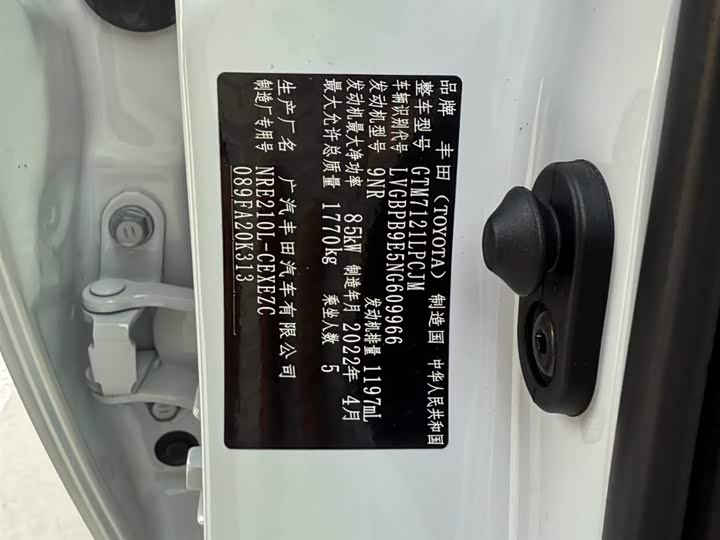 品牌 丰田(TOYOTA) 制造国 中华人民共和国
整车型号 GTM7121LPCJM
车辆识别代号 LVGBPB9E5NG609966
发动机型号 9NR 发动机排量 1197mL
发动机最大净功率 85kW 制造年月 2022年 4月
最大允许总质量 1770kg 乘坐人数 5
生产厂名 广汽丰田汽车有限公司
制造厂专用号 NRE210L-CEXEZC
089FA20K313